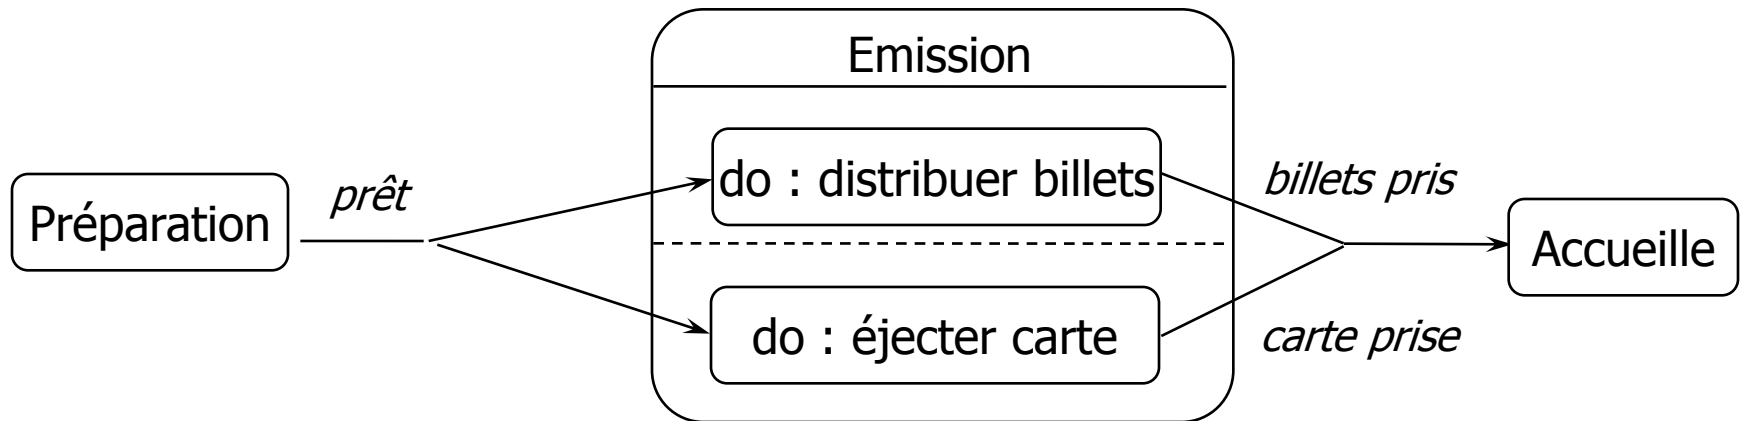 Emission
Préparation
prêt
do : distribuer billets
billets pris
Accueille
do : éjecter carte
carte prise